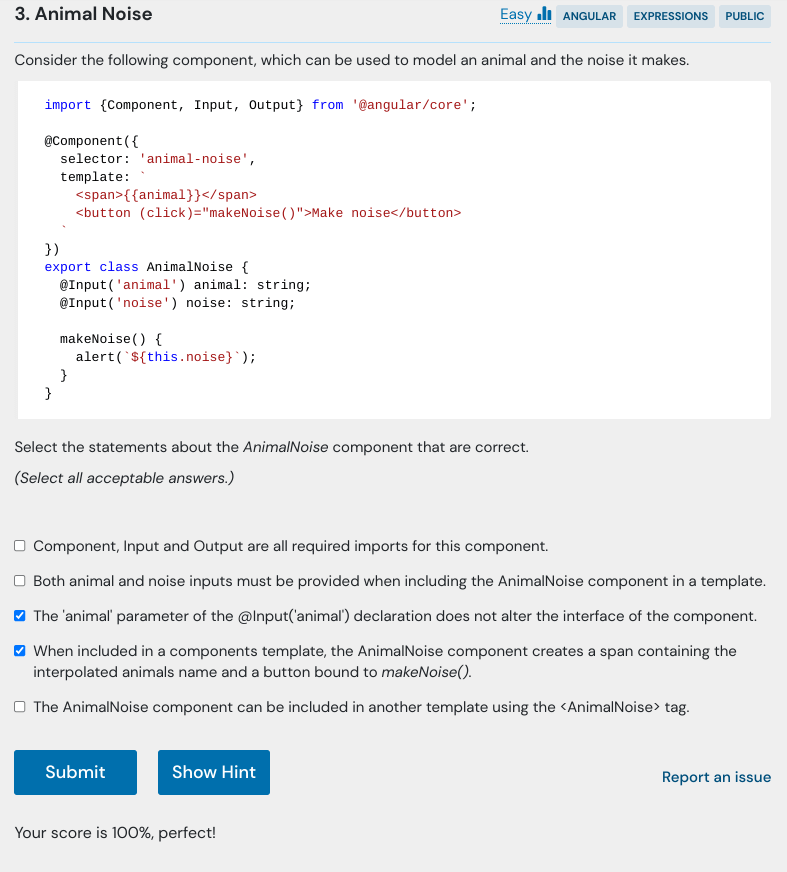 3. Animal Noise
Easy ANGULAR EXPRESSIONS PUBLIC
Consider the following component, which can be used to model an animal and the noise it makes.
import {Component, Input, Output} from '@angular/core';
@Component({
  selector: 'animal-noise',
  template: `
    <span>{{animal}}</span>
    <button (click)="makeNoise()">Make noise</button>
  `
})
export class AnimalNoise {
  @Input('animal') animal: string;
  @Input('noise') noise: string;
  makeNoise() {
    alert(`${this.noise}`);
  }
}
Select the statements about the AnimalNoise component that are correct.
(Select all acceptable answers.)
Component, Input and Output are all required imports for this component.
Both animal and noise inputs must be provided when including the AnimalNoise component in a template.
The 'animal' parameter of the @Input('animal') declaration does not alter the interface of the component.
When included in a components template, the AnimalNoise component creates a span containing the
interpolated animals name and a button bound to makeNoise().
The AnimalNoise component can be included in another template using the <AnimalNoise> tag.
Submit Show Hint
Report an issue
Your score is 100%, perfect!